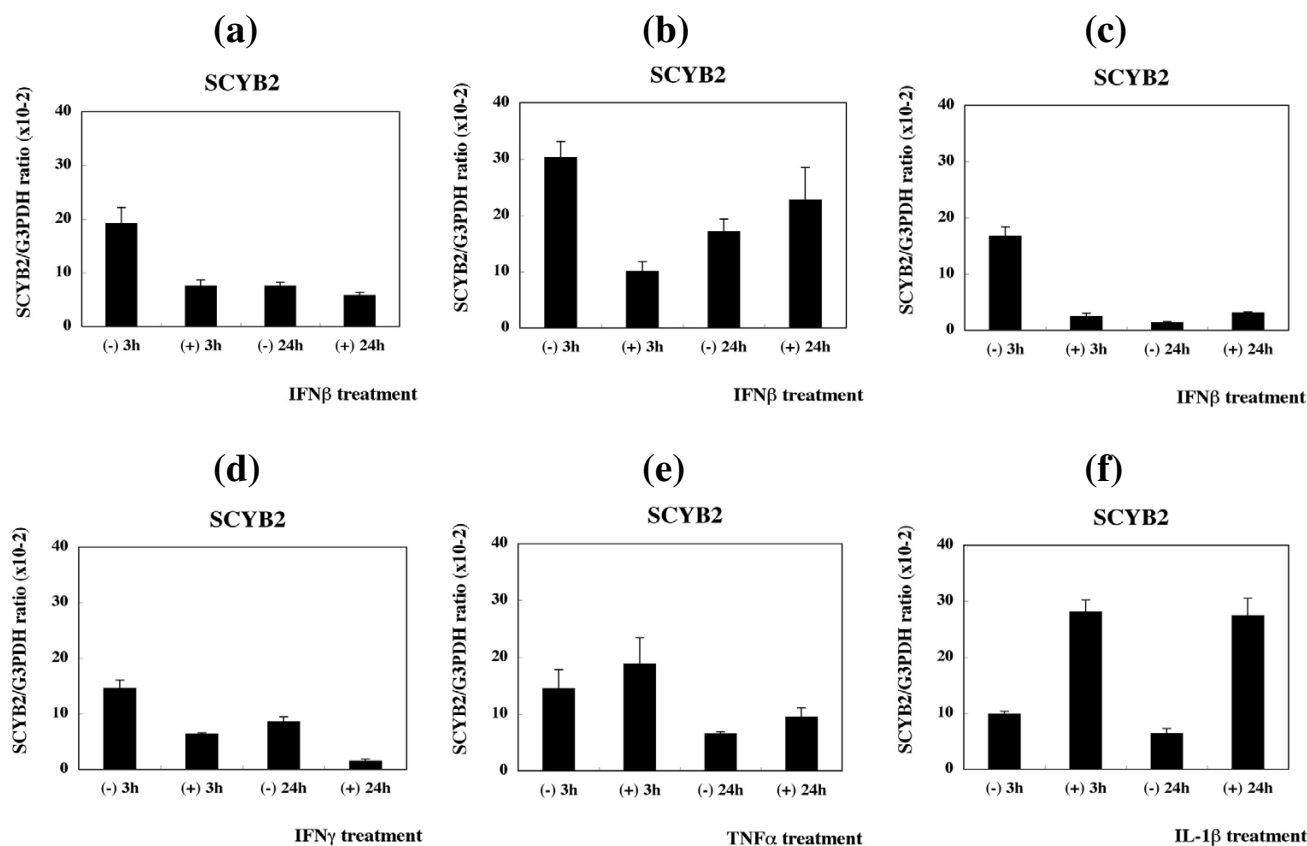 (a)
SCYB2
SCYB2/G3PDH ratio (x10-2)
40
30
20
10
0
(-) 3h (+) 3h (-) 24h (+) 24h
IFNβ treatment
(b)
SCYB2
SCYB2/G3PDH ratio (x10-2)
40
30
20
10
0
(-) 3h (+) 3h (-) 24h (+) 24h
IFNβ treatment
(c)
SCYB2
SCYB2/G3PDH ratio (x10-2)
40
30
20
10
0
(-) 3h (+) 3h (-) 24h (+) 24h
IFNβ treatment
(d)
SCYB2
SCYB2/G3PDH ratio (x10-2)
40
30
20
10
0
(-) 3h (+) 3h (-) 24h (+) 24h
IFNγ treatment
(e)
SCYB2
SCYB2/G3PDH ratio (x10-2)
40
30
20
10
0
(-) 3h (+) 3h (-) 24h (+) 24h
TNFα treatment
(f)
SCYB2
SCYB2/G3PDH ratio (x10-2)
40
30
20
10
0
(-) 3h (+) 3h (-) 24h (+) 24h
IL-1β treatment